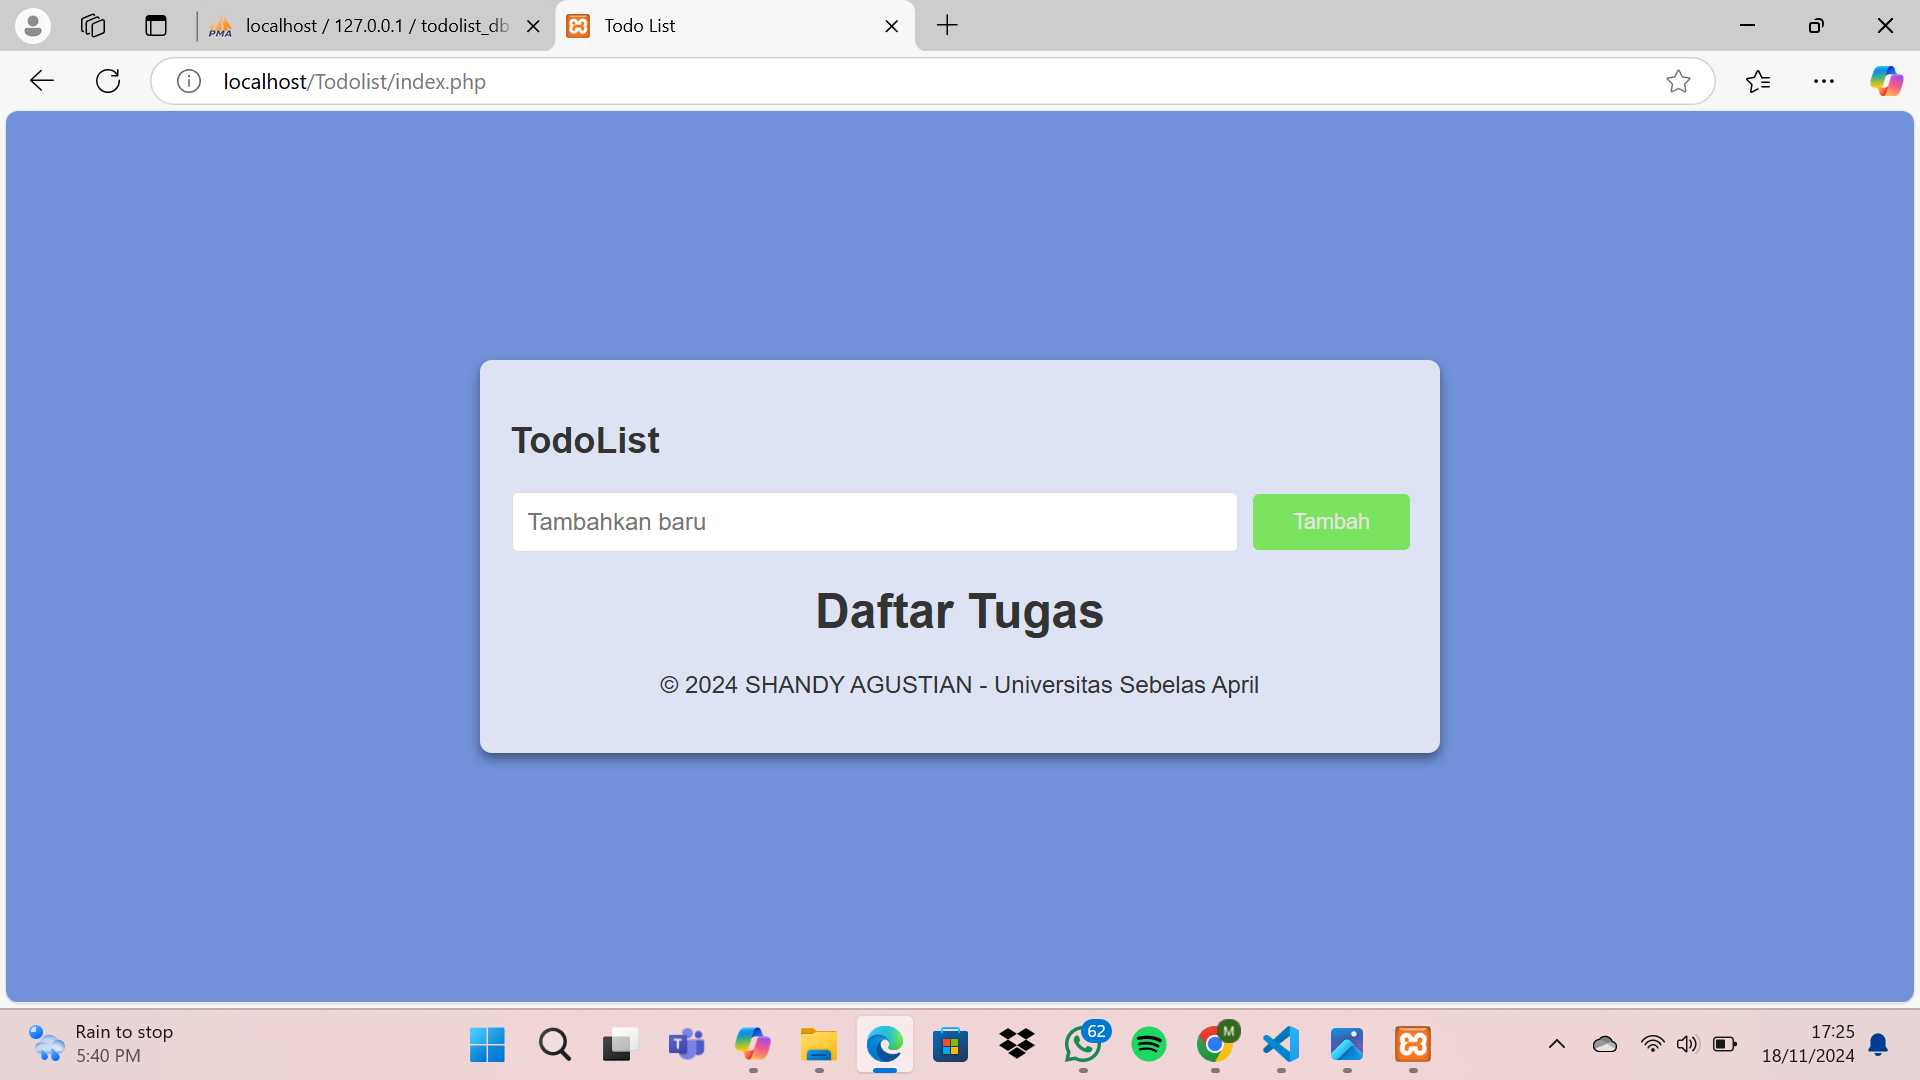 localhost / 127.0.0.1 / todolist_db
Todo List
localhost/Todolist/index.php
TodoList
Tambahkan baru
Tambah
Daftar Tugas
© 2024 SHANDY AGUSTIAN - Universitas Sebelas April
Rain to stop
5:40 PM
62
M
17:25
18/11/2024
PMA